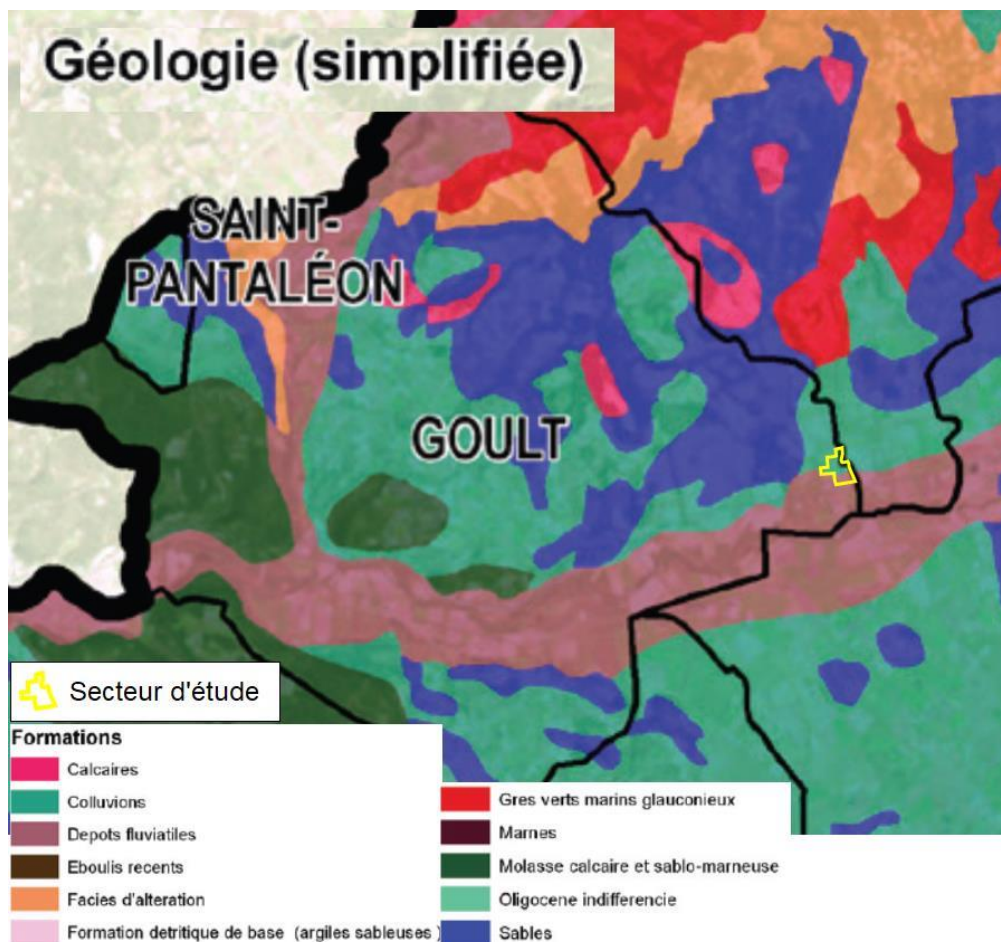 Géologie (simplifiée)
SAINT-
PANTALÉON
GOULT
Secteur d'étude
Formations
Calcaires
Colluvions
Depots fluviatiles
Eboulis recents
Facies d'alteration
Formation detritique de base (argiles sableuses )
Gres verts marins glauconieux
Marnes
Molasse calcaire et sablo-marneuse
Oligocene indifferencie
Sables